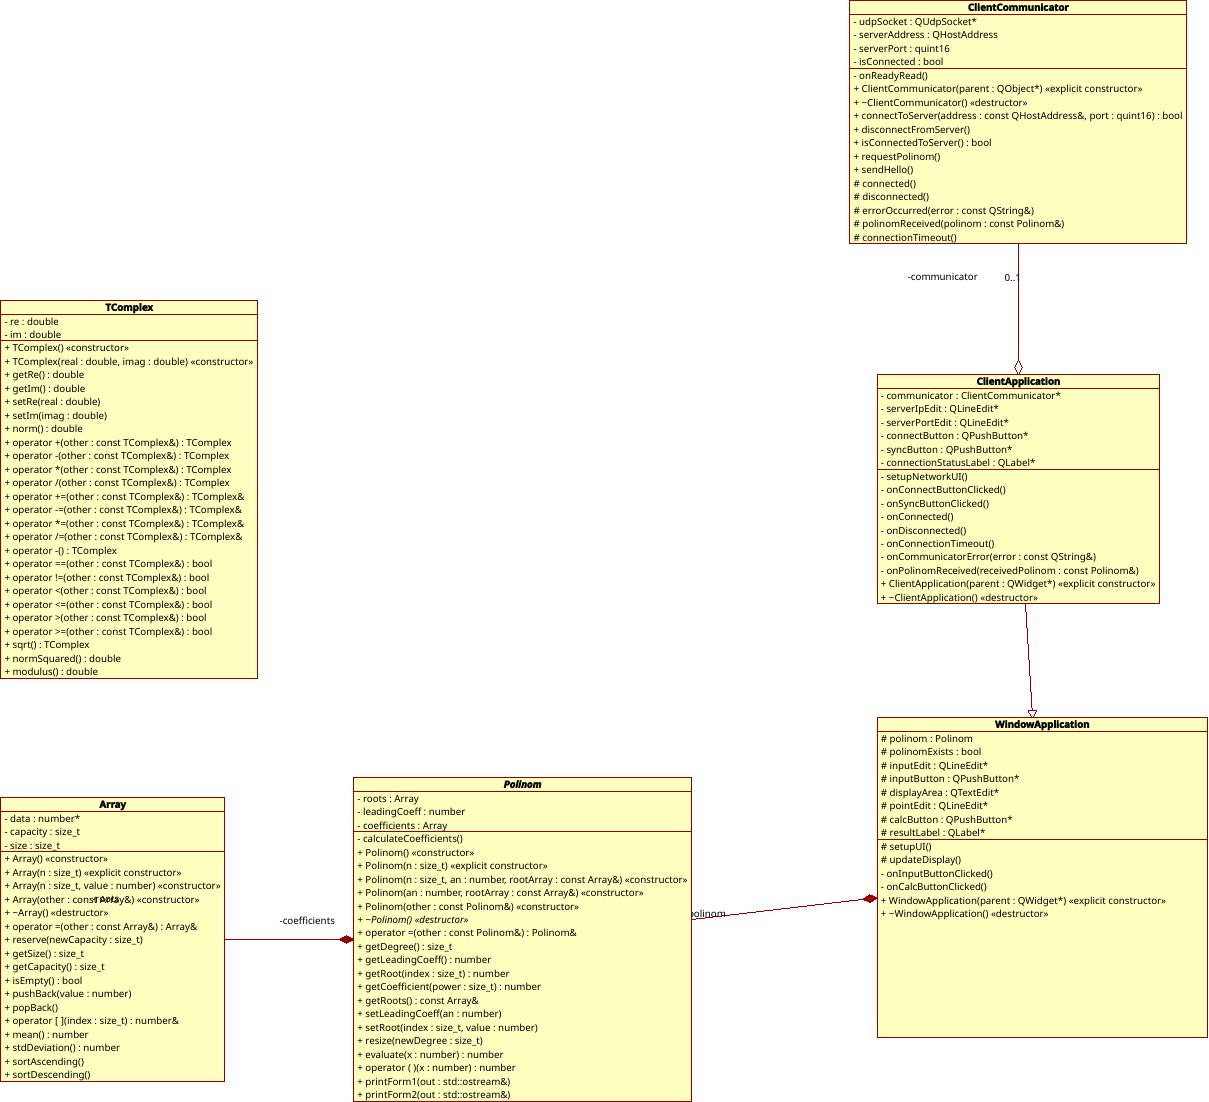 ClientCommunicator
- udpSocket : QUdpSocket*
- serverAddress : QHostAddress
- serverPort : quint16
- isConnected : bool
- onReadyRead()
+ ClientCommunicator(parent : QObject*) «explicit constructor»
+ ~ClientCommunicator() «destructor»
+ connectToServer(address : const QHostAddress&, port : quint16) : bool
+ disconnectFromServer()
+ isConnectedToServer() : bool
+ requestPolinom()
+ sendHello()
# connected()
# disconnected()
# errorOccurred(error : const QString&)
# polinomReceived(polinom : const Polinom&)
# connectionTimeout()
-communicator 0..1
TComplex
- re : double
- im : double
+ TComplex() «constructor»
+ TComplex(real : double, imag : double) «constructor»
+ getRe() : double
+ getIm() : double
+ setRe(real : double)
+ setIm(imag : double)
+ norm() : double
+ operator +(other : const TComplex&) : TComplex
+ operator -(other : const TComplex&) : TComplex
+ operator *(other : const TComplex&) : TComplex
+ operator /(other : const TComplex&) : TComplex
+ operator +=(other : const TComplex&) : TComplex&
+ operator -=(other : const TComplex&) : TComplex&
+ operator *=(other : const TComplex&) : TComplex&
+ operator /=(other : const TComplex&) : TComplex&
+ operator -() : TComplex
+ operator ==(other : const TComplex&) : bool
+ operator !=(other : const TComplex&) : bool
+ operator <(other : const TComplex&) : bool
+ operator <=(other : const TComplex&) : bool
+ operator >(other : const TComplex&) : bool
+ operator >=(other : const TComplex&) : bool
+ sqrt() : TComplex
+ normSquared() : double
+ modulus() : double
ClientApplication
- communicator : ClientCommunicator*
- serverIpEdit : QLineEdit*
- serverPortEdit : QLineEdit*
- connectButton : QPushButton*
- syncButton : QPushButton*
- connectionStatusLabel : QLabel*
- setupNetworkUI()
- onConnectButtonClicked()
- onSyncButtonClicked()
- onConnected()
- onDisconnected()
- onConnectionTimeout()
- onCommunicatorError(error : const QString&)
- onPolinomReceived(receivedPolinom : const Polinom&)
+ ClientApplication(parent : QWidget*) «explicit constructor»
+ ~ClientApplication() «destructor»
WindowApplication
# polinom : Polinom
# polinomExists : bool
# inputEdit : QLineEdit*
# inputButton : QPushButton*
# displayArea : QTextEdit*
# pointEdit : QLineEdit*
# calcButton : QPushButton*
# resultLabel : QLabel*
# setupUI()
# updateDisplay()
- onInputButtonClicked()
- onCalcButtonClicked()
+ WindowApplication(parent : QWidget*) «explicit constructor»
+ ~WindowApplication() «destructor»
Array
- data : number*
- capacity : size_t
- size : size_t
+ Array() «constructor»
+ Array(n : size_t) «explicit constructor»
+ Array(n : size_t, value : number) «constructor»
+ Array(other : const Array&) «constructor»
-roots
+ ~Array() «destructor»
+ operator =(other : const Array&) : Array&
+ reserve(newCapacity : size_t)
+ getSize() : size_t
+ getCapacity() : size_t
+ isEmpty() : bool
+ pushBack(value : number)
+ popBack()
+ operator [ ](index : size_t) : number&
+ mean() : number
+ stdDeviation() : number
+ sortAscending()
+ sortDescending()
-coefficients
Polinom
- roots : Array
- leadingCoeff : number
- coefficients : Array
- calculateCoefficients()
+ Polinom() «constructor»
+ Polinom(n : size_t) «explicit constructor»
+ Polinom(n : size_t, an : number, rootArray : const Array&) «constructor»
+ Polinom(an : number, rootArray : const Array&) «constructor»
+ Polinom(other : const Polinom&) «constructor»
+ ~Polinom() «destructor»
+ operator =(other : const Polinom&) : Polinom&
+ getDegree() : size_t
+ getLeadingCoeff() : number
+ getRoot(index : size_t) : number
+ getCoefficient(power : size_t) : number
+ getRoots() : const Array&
+ setLeadingCoeff(an : number)
+ setRoot(index : size_t, value : number)
+ resize(newDegree : size_t)
+ evaluate(x : number) : number
+ operator ( )(x : number) : number
+ printForm1(out : std::ostream&)
+ printForm2(out : std::ostream&)
polinom